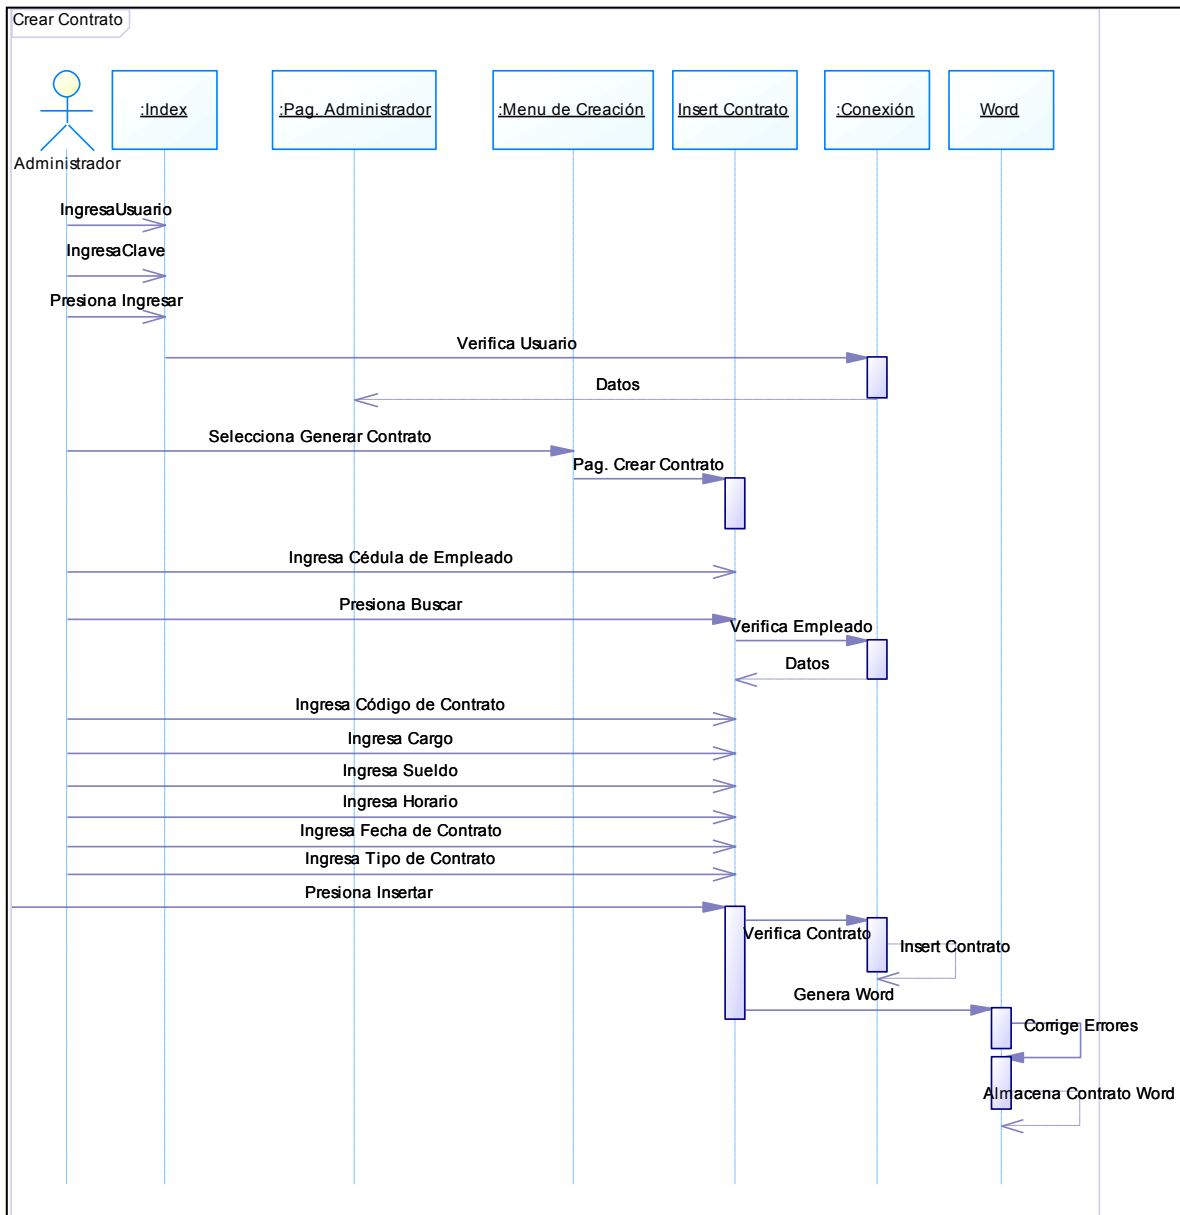 Crear Contrato
:Index
:Pag. Administrador
:Menu de Creación
Insert Contrato
:Conexión
Word
Administrador
IngresaUsuario
IngresaClave
Presiona Ingresar
Verifica Usuario
Datos
Selecciona Generar Contrato
Pag. Crear Contrato
Ingresa Cédula de Empleado
Presiona Buscar
Verifica Empleado
Datos
Ingresa Código de Contrato
Ingresa Cargo
Ingresa Sueldo
Ingresa Horario
Ingresa Fecha de Contrato
Ingresa Tipo de Contrato
Presiona Insertar
Verifica Contrato
Insert Contrato
Genera Word
Corrige Errores
Almacena Contrato Word